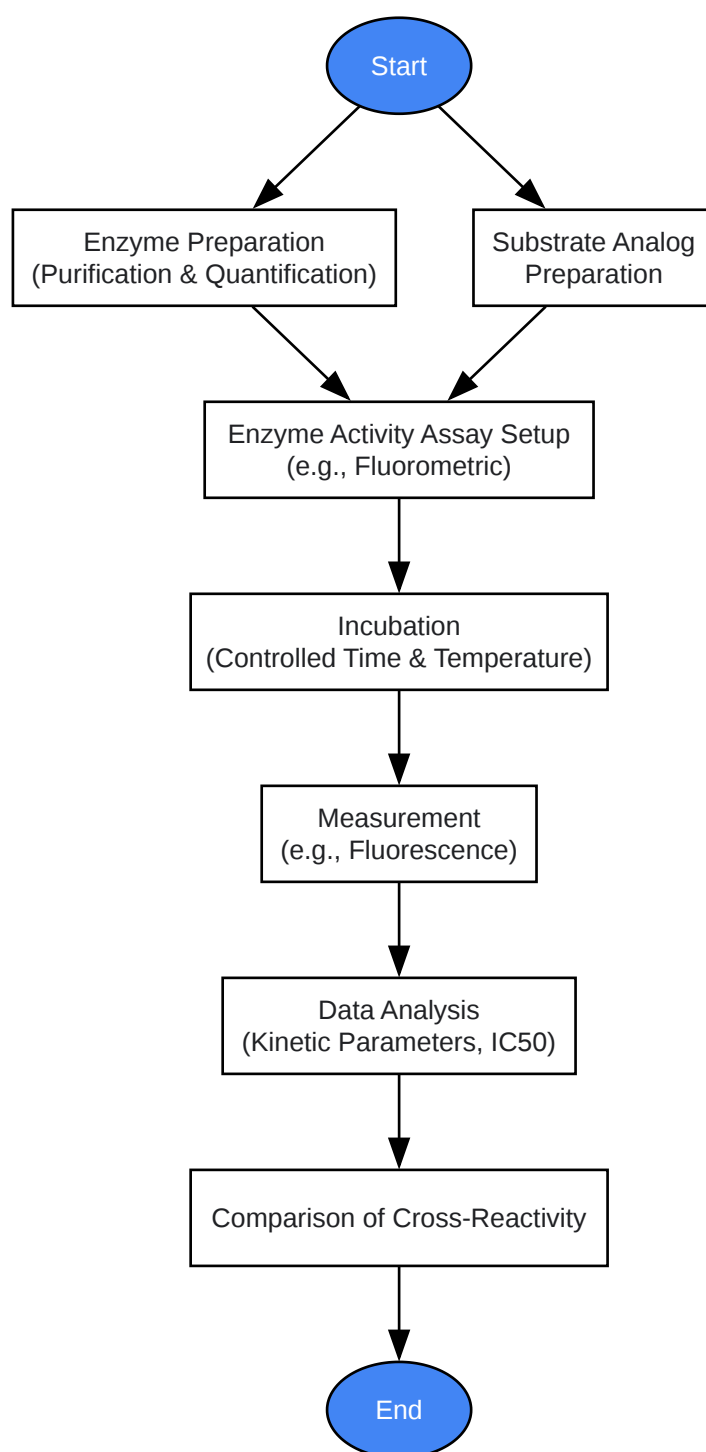 Start
Enzyme Preparation
(Purification & Quantification)
Substrate Analog
Preparation
Enzyme Activity Assay Setup
(e.g., Fluorometric)
Incubation
(Controlled Time & Temperature)
Measurement
(e.g., Fluorescence)
Data Analysis
(Kinetic Parameters, IC50)
Comparison of Cross-Reactivity
End